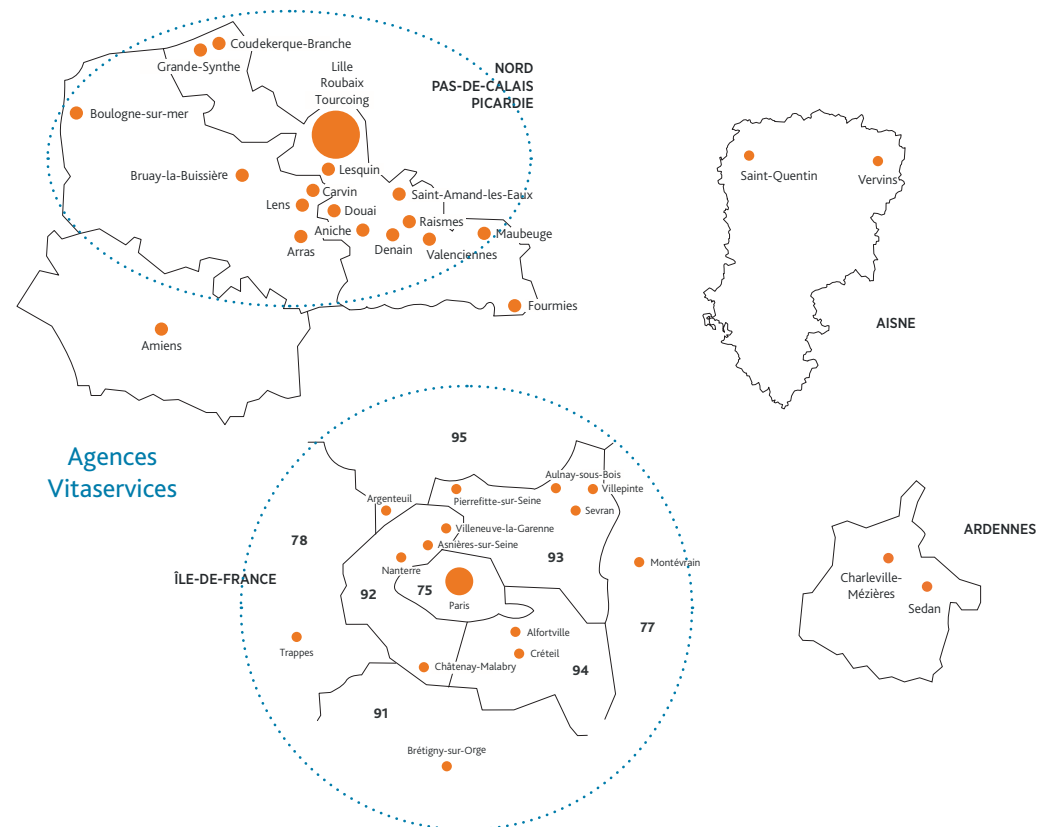 Coudekerque-Branche
Grande-Synthe
Lille
Roubaix
Tourcoing
NORD
PAS-DE-CALAIS
PICARDIE
Boulogne-sur-mer
Bruay-la-Buissière
Lesquin
Carvin
Lens
Douai
Saint-Amand-les-Eaux
Raismes
Aniche
Arras
Denain
Valenciennes
Maubeuge
Fourmies
Amiens
Saint-Quentin
Vervins
AISNE
Agences
Vitaservices
95
Aulnay-sous-Bois
Villepinte
Pierrefitte-sur-Seine
Argenteuil
Sevran
Villeneuve-la-Garenne
Asnières-sur-Seine
78
93
Nanterre
Montévrain
ÎLE-DE-FRANCE
92
75
Paris
77
Alfortville
Trappes
Créteil
Châtenay-Malabry
94
91
Brétigny-sur-Orge
ARDENNES
Charleville-
Mézières
Sedan